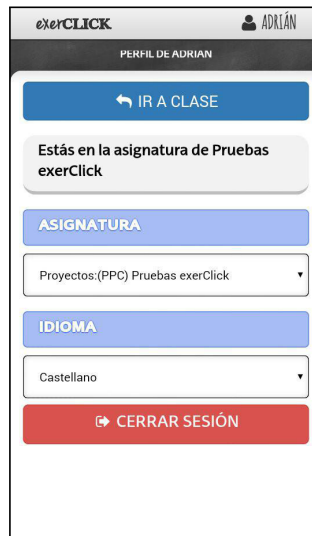 exerCLICK
ADRIÁN
PERFIL DE ADRIAN
IR A CLASE
Estás en la asignatura de Pruebas
exerClick
ASIGNATURA
Proyectos:(PPC) Pruebas exerClick
IDIOMA
Castellano
CERRAR SESIÓN